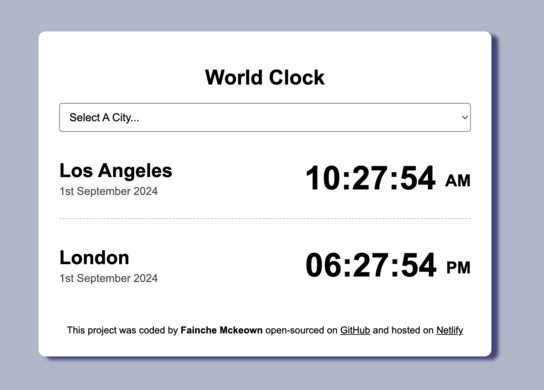 World Clock
Select A City...
Los Angeles
10:27:54 AM
1st September 2024
London
06:27:54 PM
1st September 2024
This project was coded by Fainche Mckeown open-sourced on GitHub and hosted on Netlify